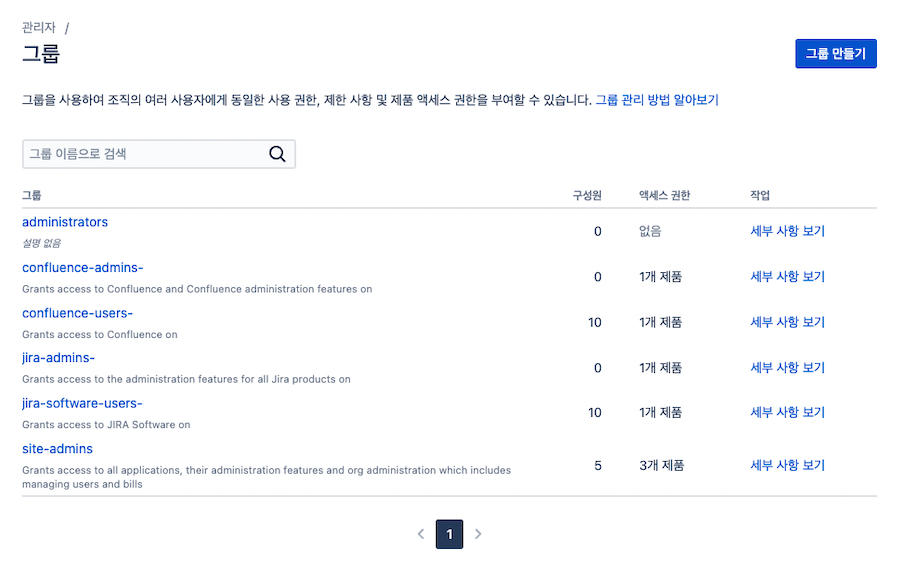 관리자 /
그룹
그룹 만들기
그룹을 사용하여 조직의 여러 사용자에게 동일한 사용 권한, 제한 사항 및 제품 액세스 권한을 부여할 수 있습니다. 그룹 관리 방법 알아보기
그룹 이름으로 검색
그룹 구성원 액세스 권한 작업
administrators
설명 없음
0 없음 세부 사항 보기
confluence-admins-
Grants access to Confluence and Confluence administration features on
0 1개 제품 세부 사항 보기
confluence-users-
Grants access to Confluence on
10 1개 제품 세부 사항 보기
jira-admins-
Grants access to the administration features for all Jira products on
0 1개 제품 세부 사항 보기
jira-software-users-
Grants access to JIRA Software on
10 1개 제품 세부 사항 보기
site-admins
Grants access to all applications, their administration features and org administration which includes
managing users and bills
5 3개 제품 세부 사항 보기
1